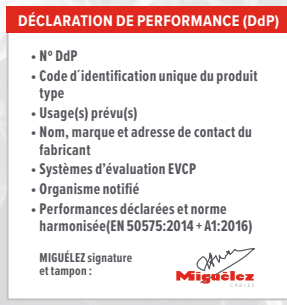 DÉCLARATION DE PERFORMANCE (DdP)
• Nº DdP
• Code d´identification unique du produit
type
• Usage(s) prévu(s)
• Nom, marque et adresse de contact du
fabricant
• Systèmes d’évaluation EVCP
• Organisme notifié
• Performances déclarées et norme
harmonisée(EN 50575:2014 + A1:2016)
MIGUÉLEZ signature
et tampon :
Miguélez
CABLES